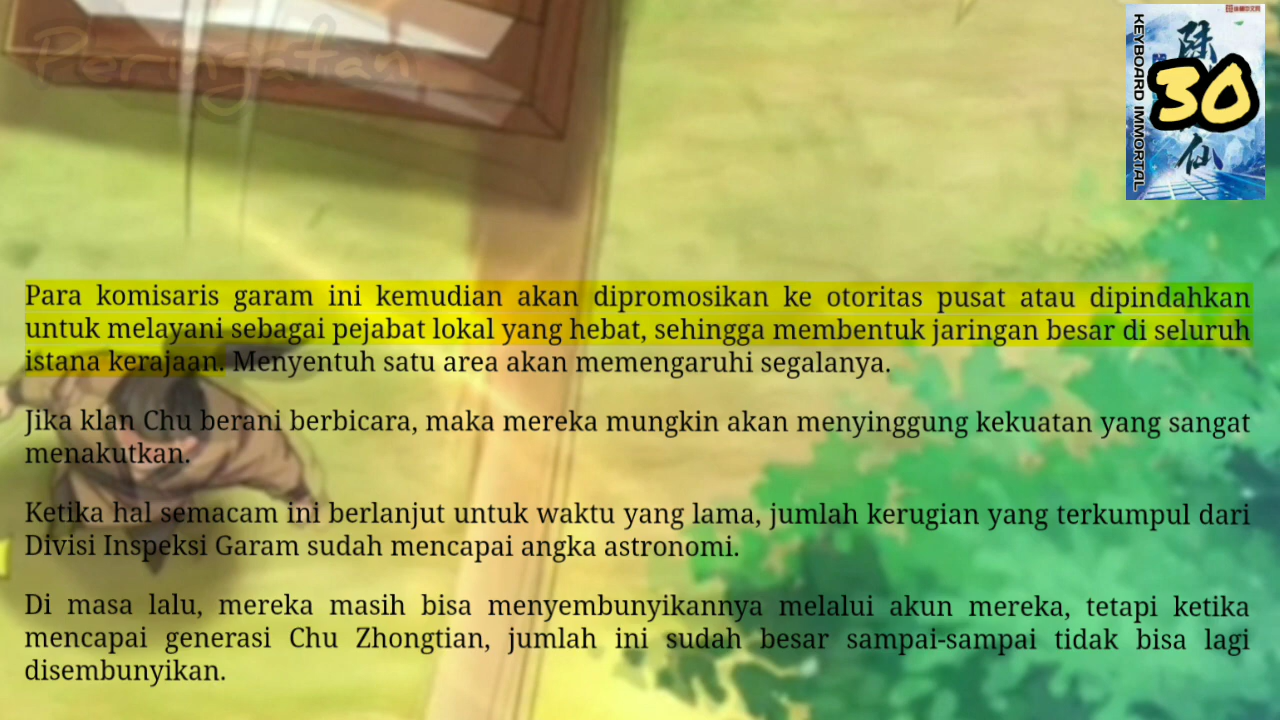 Peringatan
KEYBOARD IMMORTAL
30
仙
Para komisaris garam ini kemudian akan dipromosikan ke otoritas pusat atau dipindahkan
untuk melayani sebagai pejabat lokal yang hebat, sehingga membentuk jaringan besar di seluruh
istana kerajaan. Menyentuh satu area akan memengaruhi segalanya.
Jika klan Chu berani berbicara, maka mereka mungkin akan menyinggung kekuatan yang sangat
menakutkan.
Ketika hal semacam ini berlanjut untuk waktu yang lama, jumlah kerugian yang terkumpul dari
Divisi Inspeksi Garam sudah mencapai angka astronomi.
Di masa lalu, mereka masih bisa menyembunyikannya melalui akun mereka, tetapi ketika
mencapai generasi Chu Zhongtian, jumlah ini sudah besar sampai-sampai tidak bisa lagi
disembunyikan.